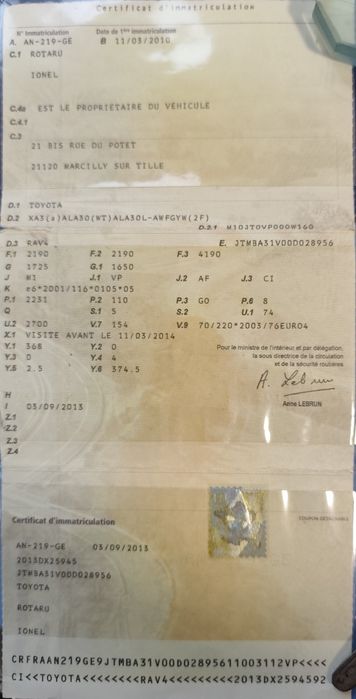 Certificat d'immatriculation
N° Immatriculation Date de 1ère immatriculation
A. AN-219-GE B 11/03/2010
C.1 ROTARU
IONEL
C.4a EST LE PROPRIETAIRE DU VEHICULE
C.4.1
C.3
21 BIS RUE DU POTET
21120 MARCILLY SUR TILLE
D.1 TOYOTA
D.2 XA3(a)ALA30(WT)ALA30L-AWFGYW(2F)
D.2.1 M10JTOVP000W160
D.3 RAV4 E. JTMBA31V00D028956
F.1 2190 F.2 2190 F.3 4190
G 1725 G.1 1650
J M1 J.1 VP J.2 AF J.3 CI
K e6*2001/116*0105*05
P.1 2231 P.2 110 P.3 GO P.6 8
Q S.1 5 U.1 74
U.2 2700 V.7 154 V.9 70/220*2003/76EURO4
X.1 VISITE AVANT LE 11/03/2014
Y.1 368 Y.2 0
Y.3 0 Y.4 4
Y.5 2.5 Y.6 374.5
Pour le ministre de l'intérieur et par délégation,
la sous directrice de la circulation
et de la sécurité routières
A. Lebrun
Anne LEBRUN
H
I 03/09/2013
Z.1
Z.2
Z.3
Z.4
Certificat d'immatriculation COUPON DETACHABLE
AN-219-GE 03/09/2013
2013DX25945
JTMBA31V00D028956
TOYOTA
ROTARU
IONEL
CRFRAAN219GE9JTMBA31V00D02895611003112VP<<<<
CI<<TOYOTA<<<<<<<<RAV4<<<<<<<<<2013DX2594592